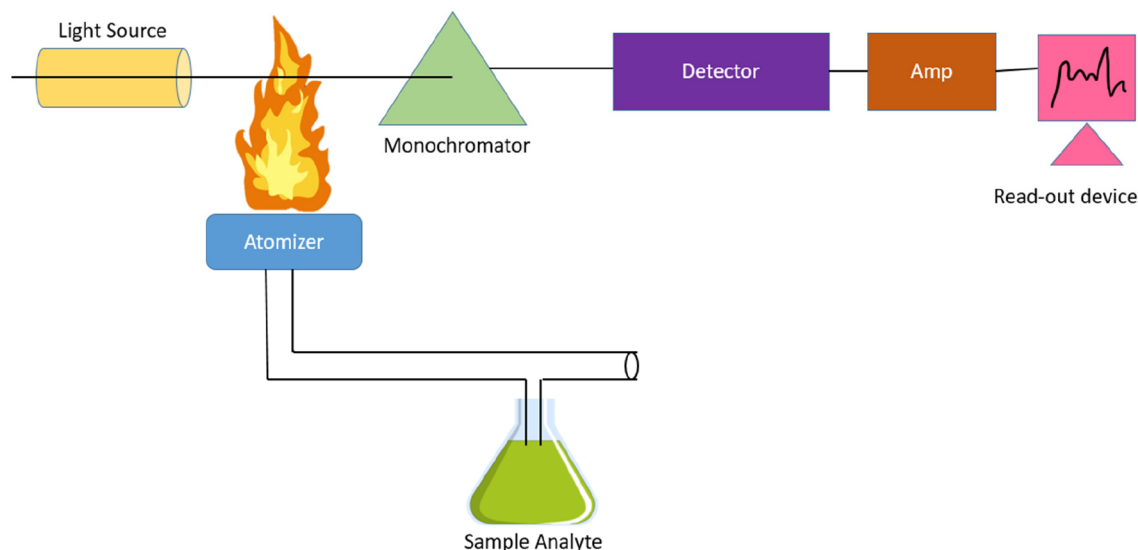 Light Source
Monochromator
Detector
Amp
Read-out device
Atomizer
Sample Analyte